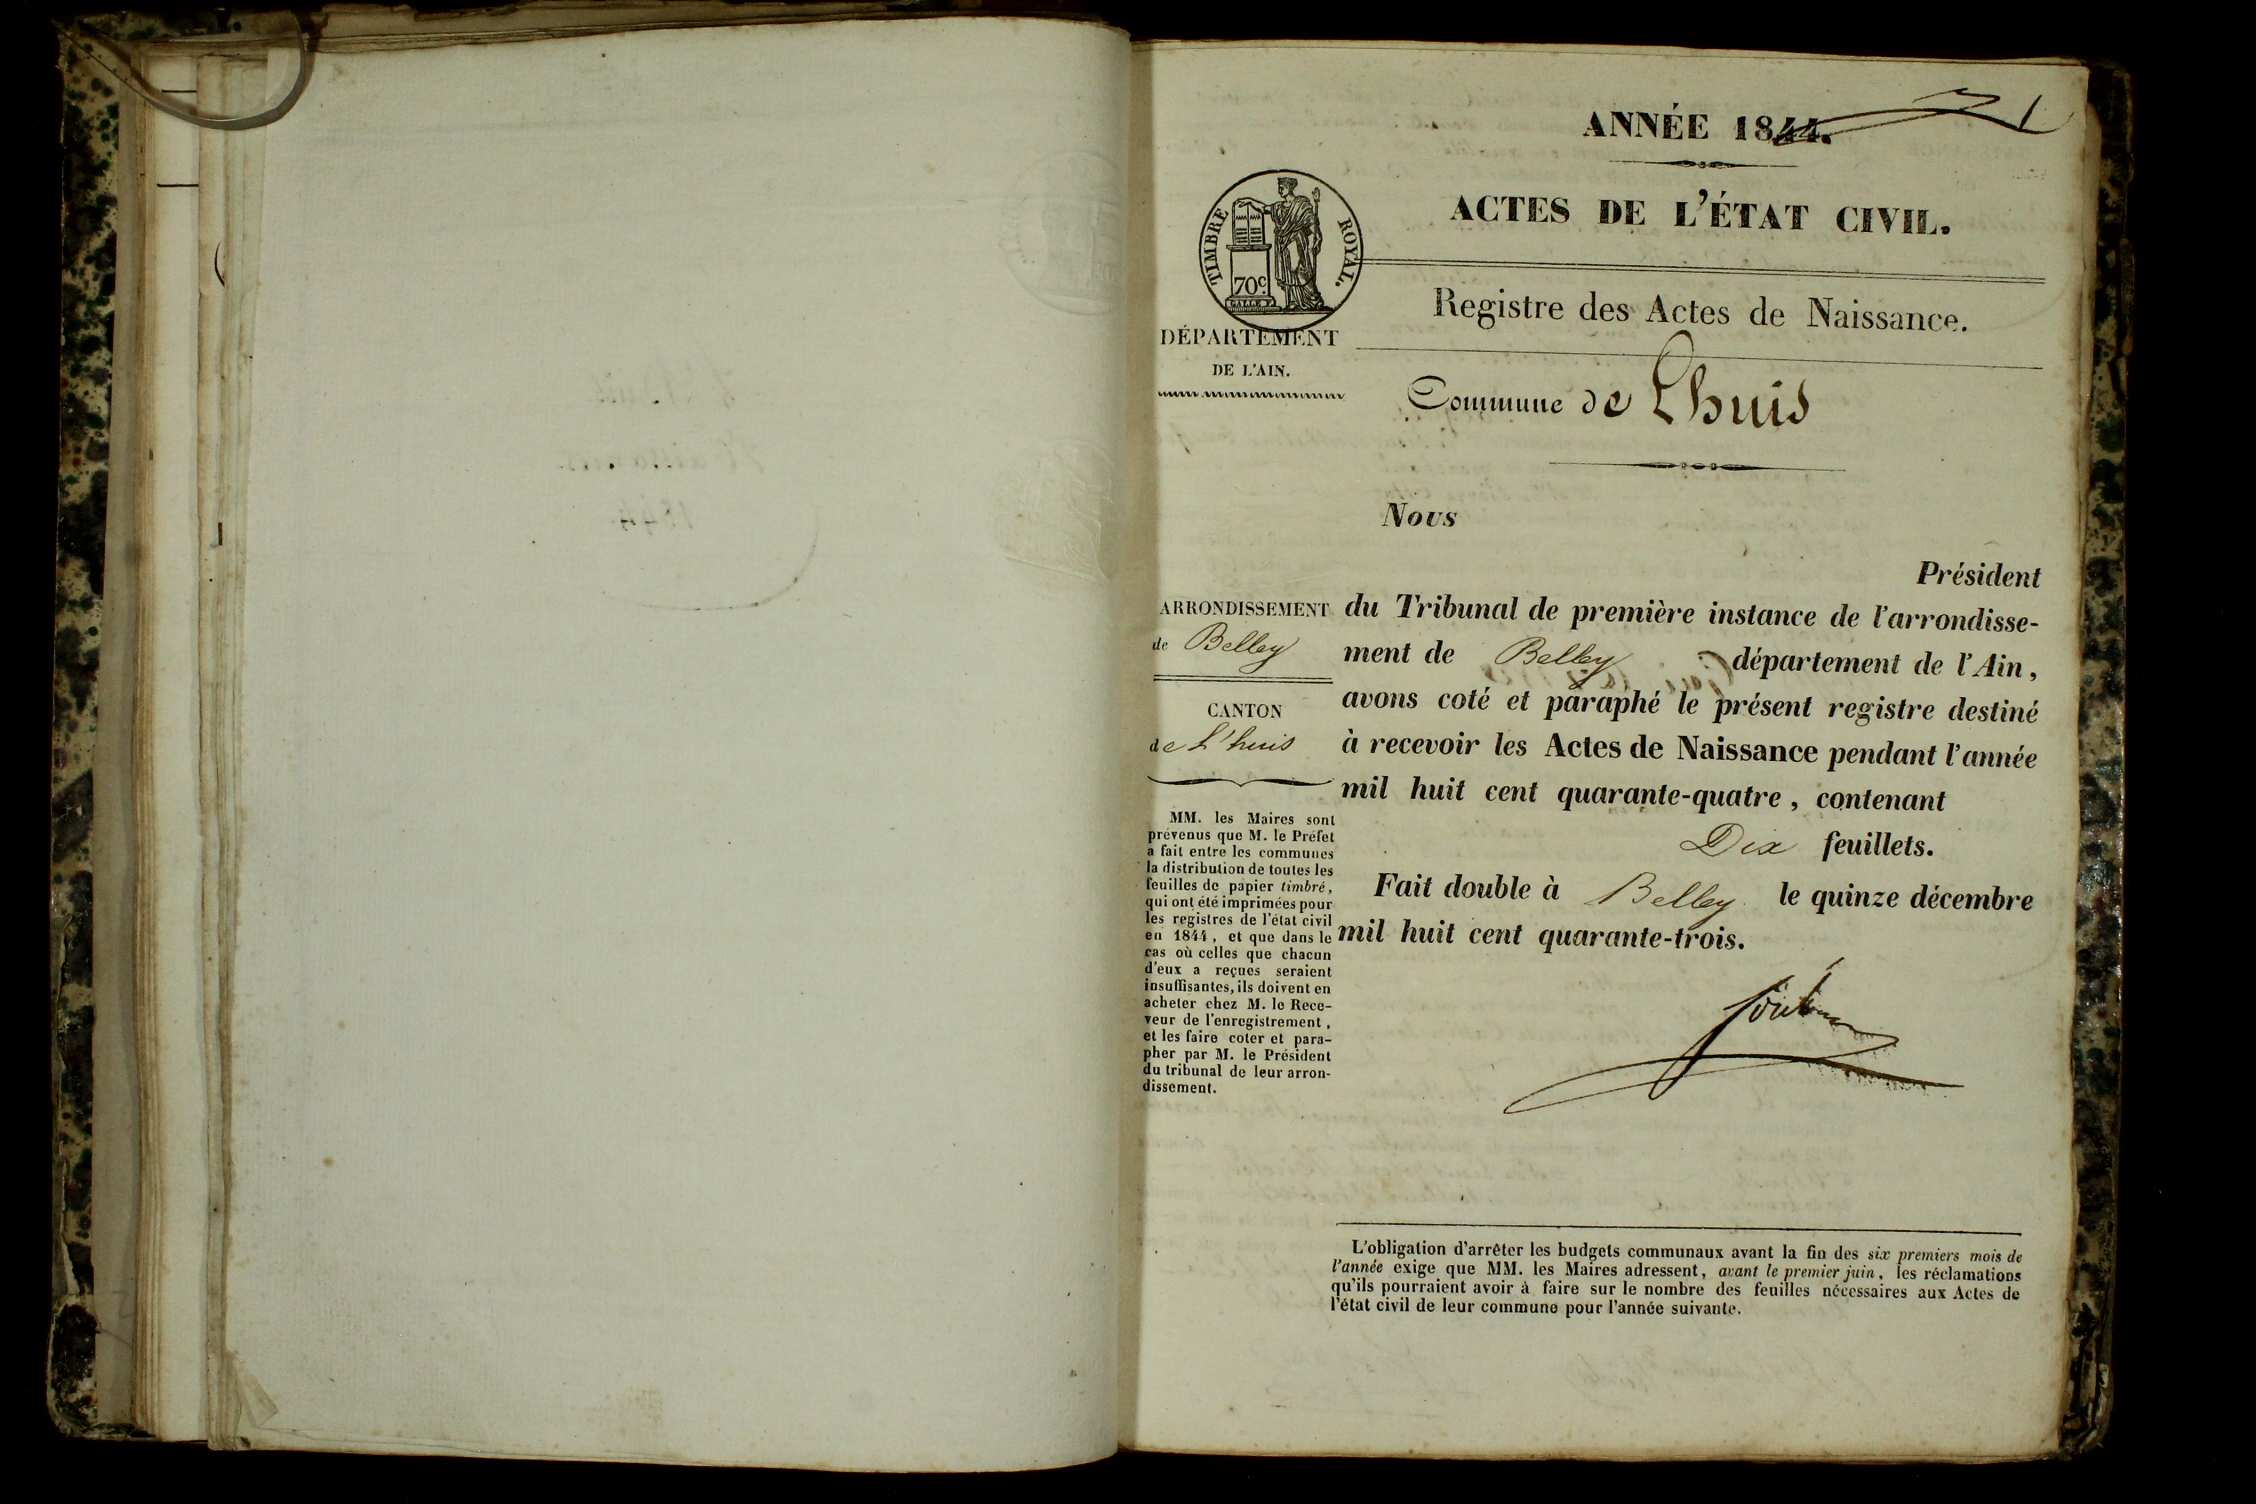 ANNÉE 1844.
1
ACTES DE L'ÉTAT CIVIL.
TIMBRE ROYAL.
70c.
GALLE F.
Registre des Actes de Naissance.
DÉPARTEMENT
DE L'AIN.
Commune de Lhuis
Nous
Président
ARRONDISSEMENT
de Belley
CANTON
de L'huis
MM. les Maires sont
prévenus que M. le Préfet
a fait entre les communes
la distribution de toutes les
feuilles de papier timbré,
qui ont été imprimées pour
les registres de l'état civil
en 1844, et que dans le
cas où celles que chacun
d'eux a reçues seraient
insuffisantes, ils doivent en
acheter chez M. le Rece-
veur de l'enregistrement,
et les faire coter et para-
pher par M. le Président
du tribunal de leur arron-
dissement.
du Tribunal de première instance de l'arrondisse-
ment de Belley département de l'Ain,
avons coté et paraphé le présent registre destiné
à recevoir les Actes de Naissance pendant l'année
mil huit cent quarante-quatre, contenant
Dix feuillets.
Fait double à Belley le quinze décembre
mil huit cent quarante-trois.
L'obligation d'arrêter les budgets communaux avant la fin des six premiers mois de
l'année exige que MM. les Maires adressent, avant le premier juin, les réclamations
qu'ils pourraient avoir à faire sur le nombre des feuilles nécessaires aux Actes de
l'état civil de leur commune pour l'année suivante.